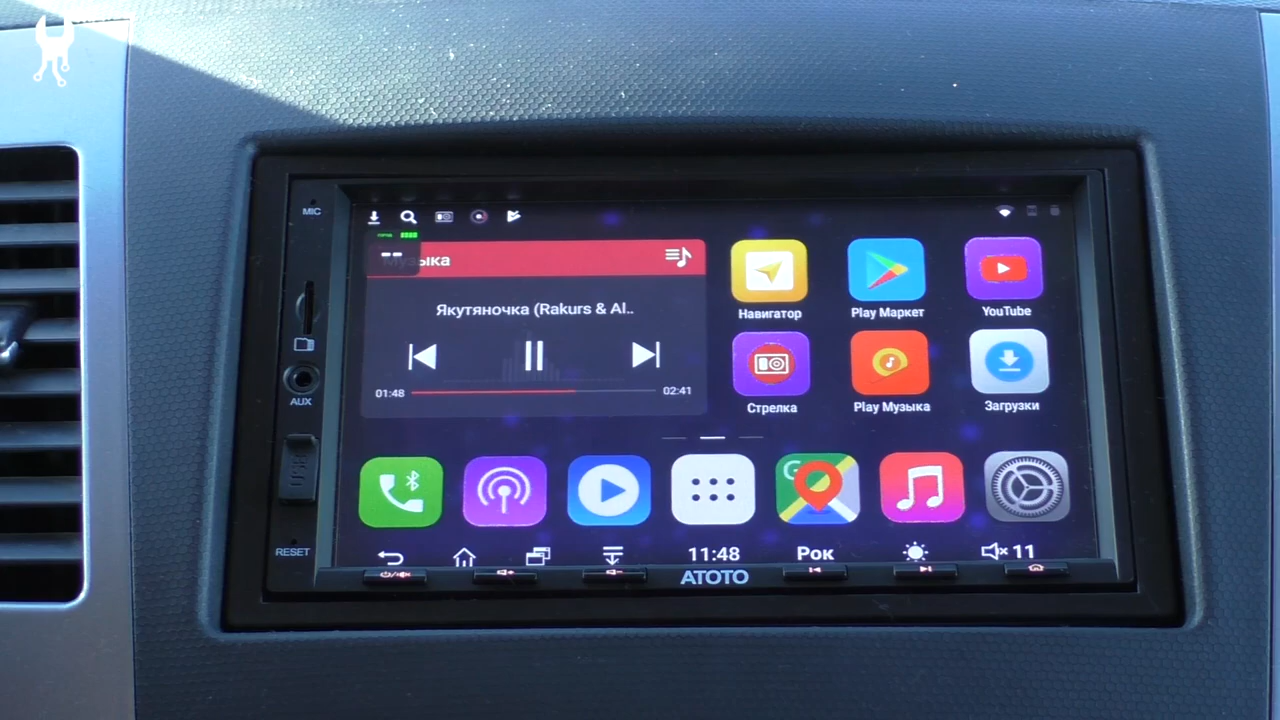 MIC
Музыка
Якутяночка (Rakurs & Al..
01:48
02:41
Навигатор
Play Маркет
YouTube
Стрелка
Play Музыка
Загрузки
AUX
USB
G
RESET
11:48
Рок
11
ATOTO